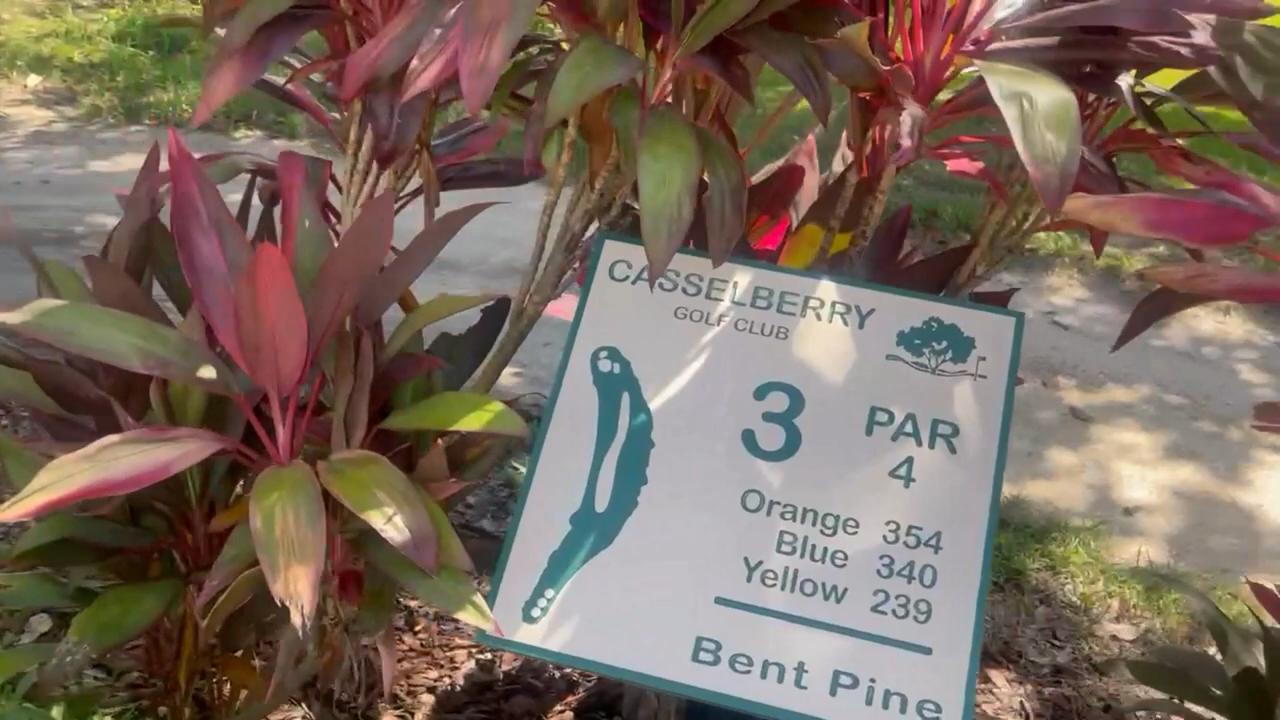 CASSELBERRY
GOLF CLUB
3
PAR
4
Orange 354
Blue 340
Yellow 239
Bent Pine